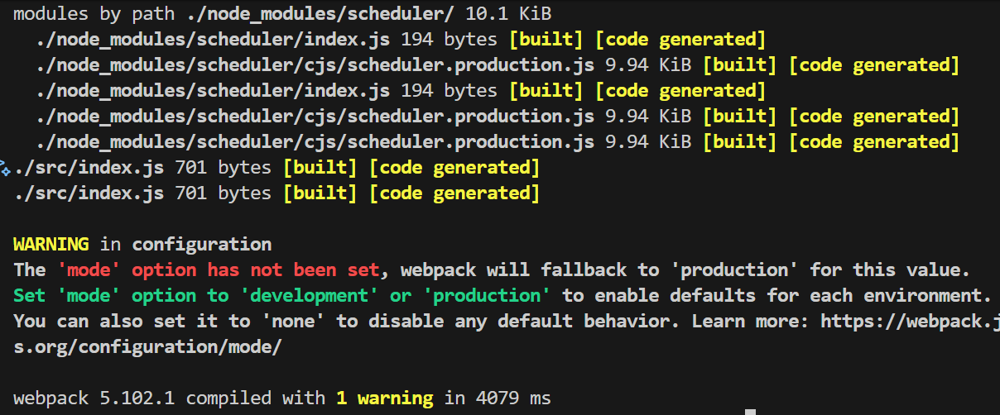 modules by path ./node_modules/scheduler/ 10.1 KiB
./node_modules/scheduler/index.js 194 bytes [built] [code generated]
./node_modules/scheduler/cjs/scheduler.production.js 9.94 KiB [built] [code generated]
./node_modules/scheduler/index.js 194 bytes [built] [code generated]
./node_modules/scheduler/cjs/scheduler.production.js 9.94 KiB [built] [code generated]
./node_modules/scheduler/cjs/scheduler.production.js 9.94 KiB [built] [code generated]
./src/index.js 701 bytes [built] [code generated]
./src/index.js 701 bytes [built] [code generated]
WARNING in configuration
The 'mode' option has not been set, webpack will fallback to 'production' for this value.
Set 'mode' option to 'development' or 'production' to enable defaults for each environment.
You can also set it to 'none' to disable any default behavior. Learn more: https://webpack.j
s.org/configuration/mode/
webpack 5.102.1 compiled with 1 warning in 4079 ms